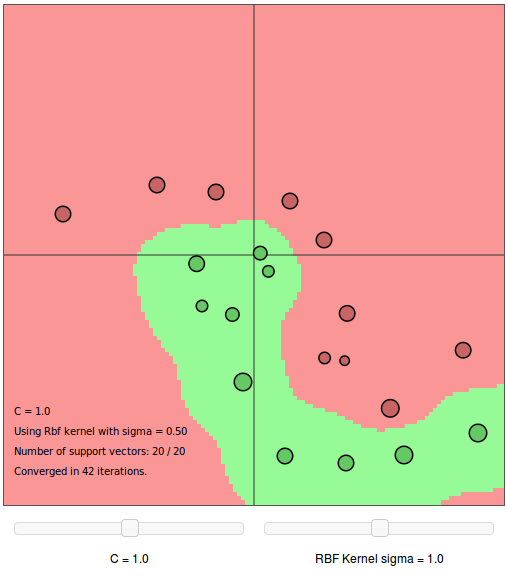 C = 1.0
Using Rbf kernel with sigma = 0.50
Number of support vectors: 20 / 20
Converged in 42 iterations.
C = 1.0
RBF Kernel sigma = 1.0